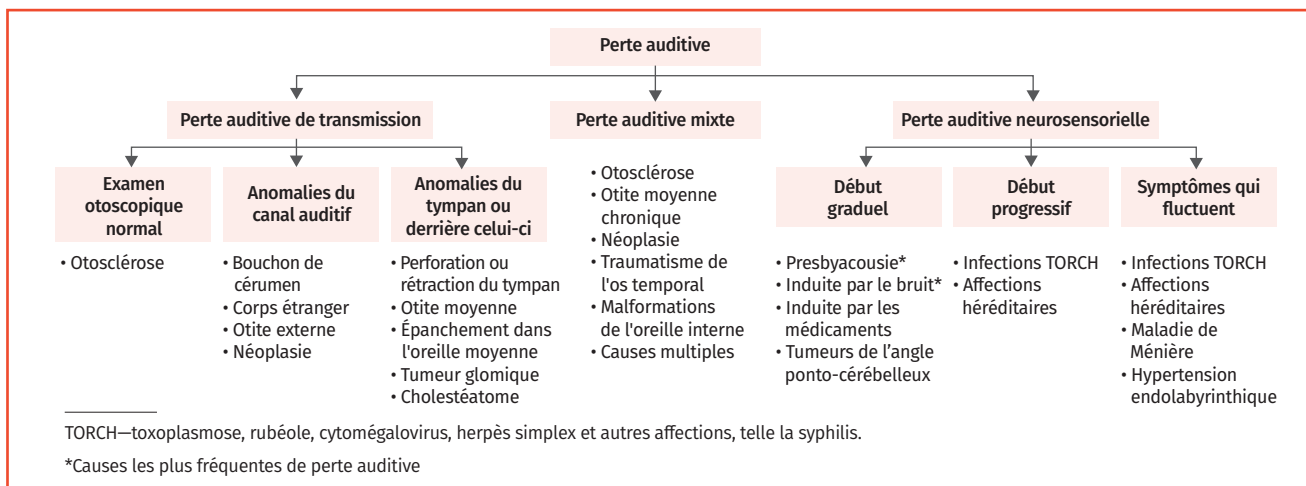 Perte auditive
Perte auditive de transmission
Perte auditive mixte
Perte auditive neurosensorielle
Examen
otoscopique
normal
• Otosclérose
Anomalies du
canal auditif
• Bouchon de
cérumen
• Corps étranger
• Otite externe
• Néoplasie
Anomalies du
tympan ou
derrière celui-ci
• Perforation ou
rétraction du tympan
• Otite moyenne
• Épanchement dans
l'oreille moyenne
• Tumeur glomique
• Cholestéatome
• Otosclérose
• Otite moyenne
chronique
• Néoplasie
• Traumatisme de
l'os temporal
• Malformations
de l'oreille interne
• Causes multiples
Début
graduel
• Presbyacousie*
• Induite par le bruit*
• Induite par les
médicaments
• Tumeurs de l’angle
ponto-cérébelleux
Début
progressif
• Infections TORCH
• Affections
héréditaires
Symptômes qui
fluctuent
• Infections TORCH
• Affections
héréditaires
• Maladie de
Ménière
• Hypertension
endolabyrinthique
TORCH—toxoplasmose, rubéole, cytomégalovirus, herpès simplex et autres affections, telle la syphilis.
*Causes les plus fréquentes de perte auditive